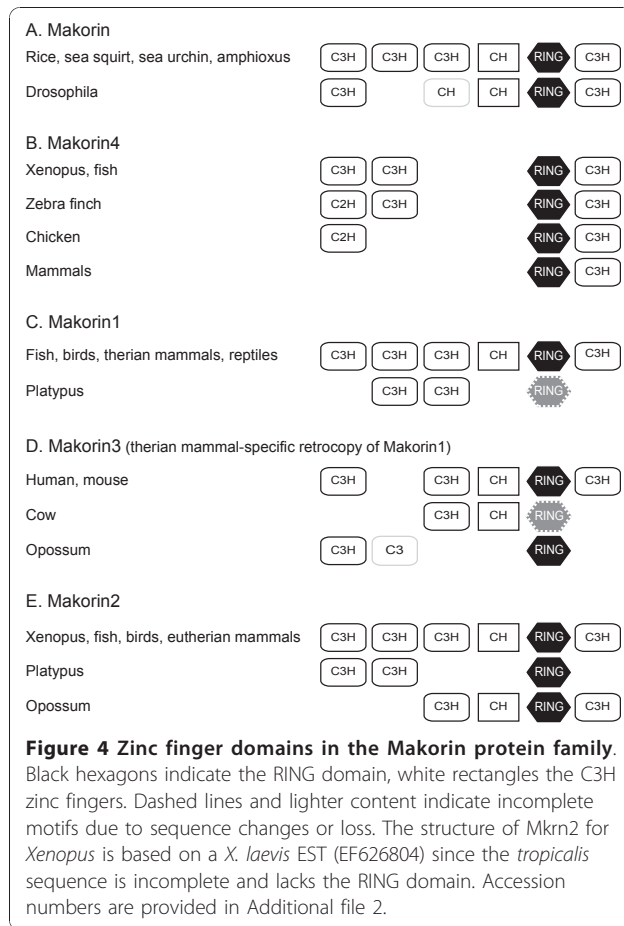 A. Makorin
Rice, sea squirt, sea urchin, amphioxus C3H C3H C3H CH RING C3H
Drosophila C3H CH CH RING C3H
B. Makorin4
Xenopus, fish C3H C3H RING C3H
Zebra finch C2H C3H RING C3H
Chicken C2H RING C3H
Mammals RING C3H
C. Makorin1
Fish, birds, therian mammals, reptiles C3H C3H C3H CH RING C3H
Platypus C3H C3H RING
D. Makorin3 (therian mammal-specific retrocopy of Makorin1)
Human, mouse C3H C3H CH RING C3H
Cow C3H CH RING
Opossum C3H C3 RING
E. Makorin2
Xenopus, fish, birds, eutherian mammals C3H C3H C3H CH RING C3H
Platypus C3H C3H RING
Opossum C3H CH RING C3H
Figure 4 Zinc finger domains in the Makorin protein family.
Black hexagons indicate the RING domain, white rectangles the C3H
zinc fingers. Dashed lines and lighter content indicate incomplete
motifs due to sequence changes or loss. The structure of Mkrn2 for
Xenopus is based on a X. laevis EST (EF626804) since the tropicalis
sequence is incomplete and lacks the RING domain. Accession
numbers are provided in Additional file 2.